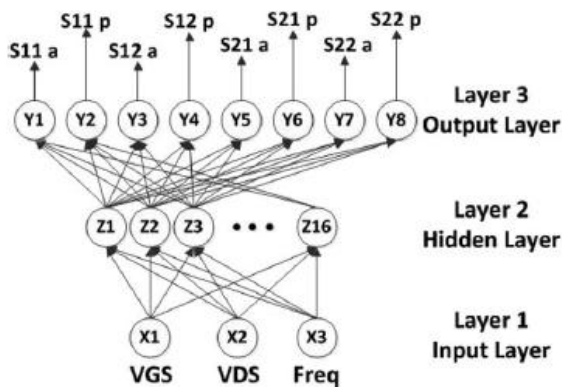 S11 p S12 p S21 p S22 p
S11 a S12 a S21 a S22 a
Y1 Y2 Y3 Y4 Y5 Y6 Y7 Y8
Layer 3
Output Layer
Z1 Z2 Z3 ••• Z16
Layer 2
Hidden Layer
X1 X2 X3
Layer 1
Input Layer
VGS VDS Freq